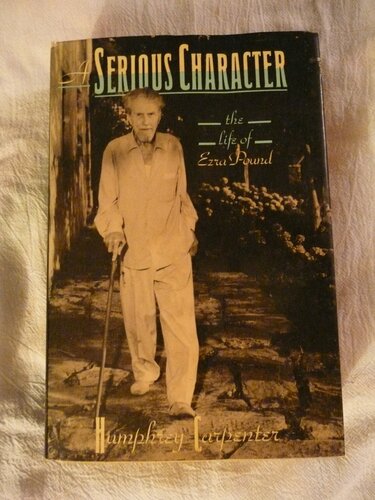 A SERIOUS CHARACTER
the
life of
Ezra Pound
Humphrey Carpenter